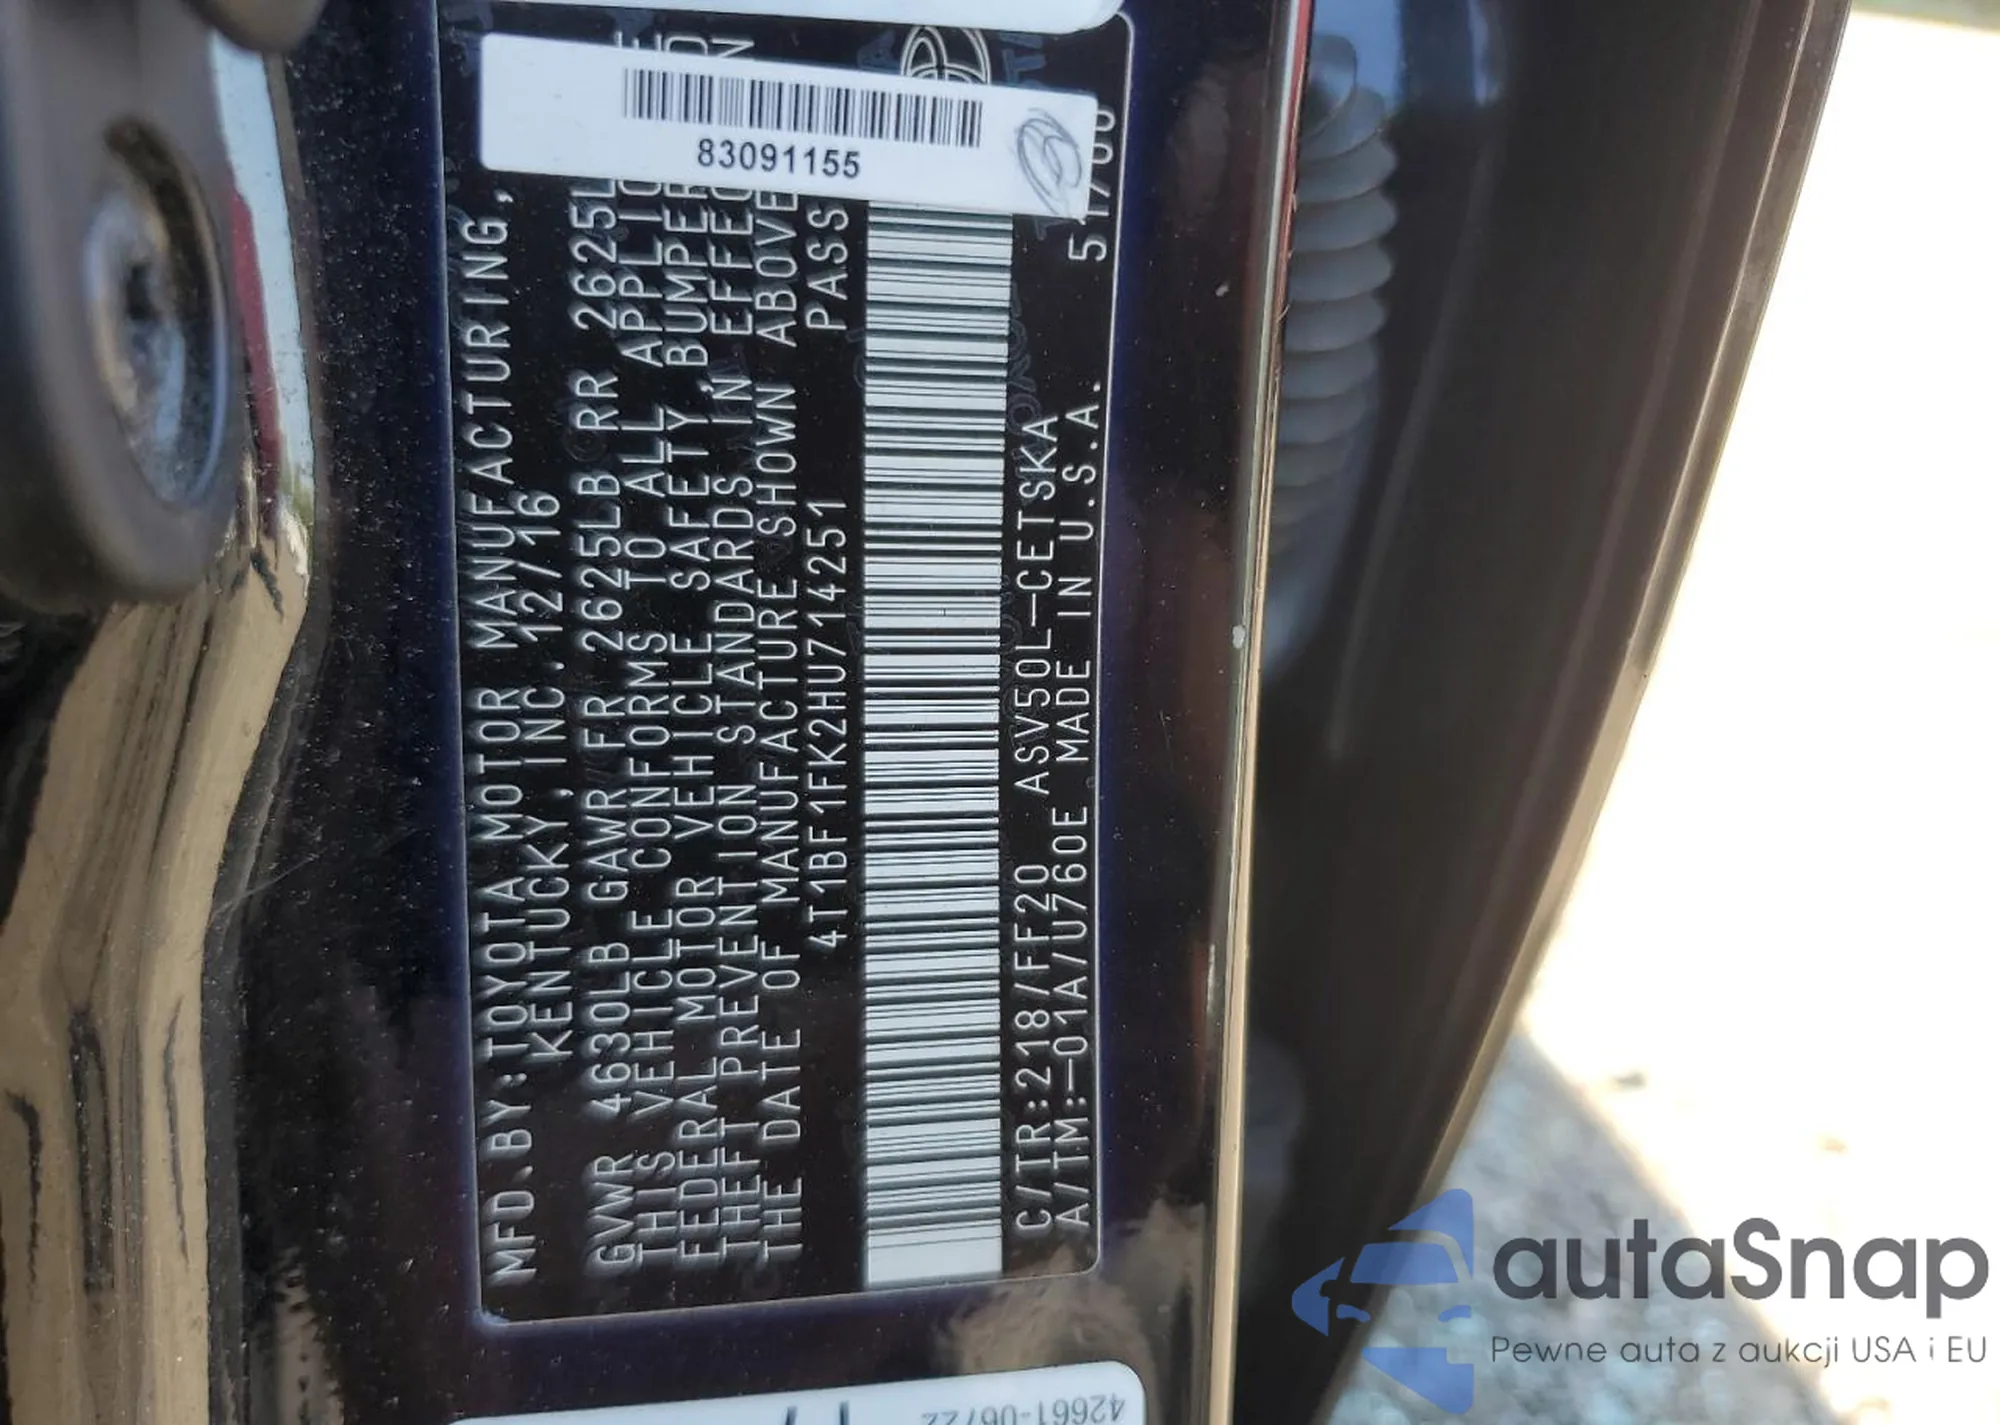 83091155
MFD.BY:TOYOTA MOTOR MANUFACTURING,
KENTUCKY,INC. 12/16
GVWR 4630LB GAWR FR 2625LB RR 2625L
THIS VEHICLE CONFORMS TO ALL APPLIC
FEDERAL MOTOR VEHICLE SAFETY,BUMPER
THEFT PREVENTION STANDARDS IN EFFEC
THE DATE OF MANUFACTURE SHOWN ABOVE
4T1BF1FK2HU714251 PASS
C/TR:218/FF20 ASV50L-CETSKA
A/TM:-01A/U760E MADE IN U.S.A.
42661-06722
autaSnap
Pewne auta z aukcji USA i EU